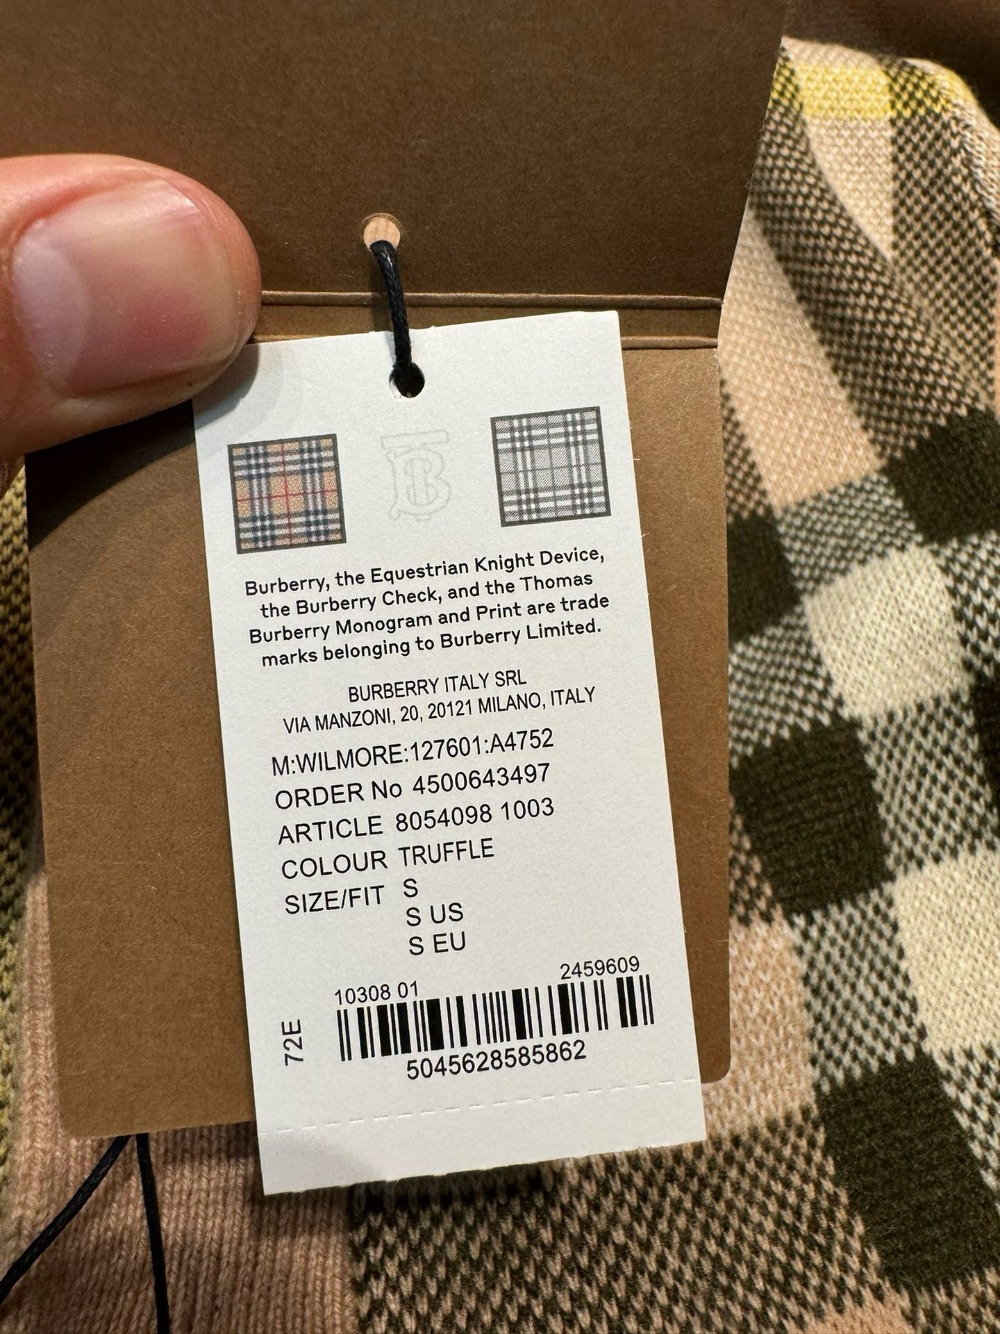 Burberry, the Equestrian Knight Device,
the Burberry Check, and the Thomas
Burberry Monogram and Print are trade
marks belonging to Burberry Limited.
BURBERRY ITALY SRL
VIA MANZONI, 20, 20121 MILANO, ITALY
M:WILMORE:127601:A4752
ORDER No 4500643497
ARTICLE 8054098 1003
COLOUR TRUFFLE
SIZE/FIT S
S US
S EU
10308 01 2459609
72E
5045628585862